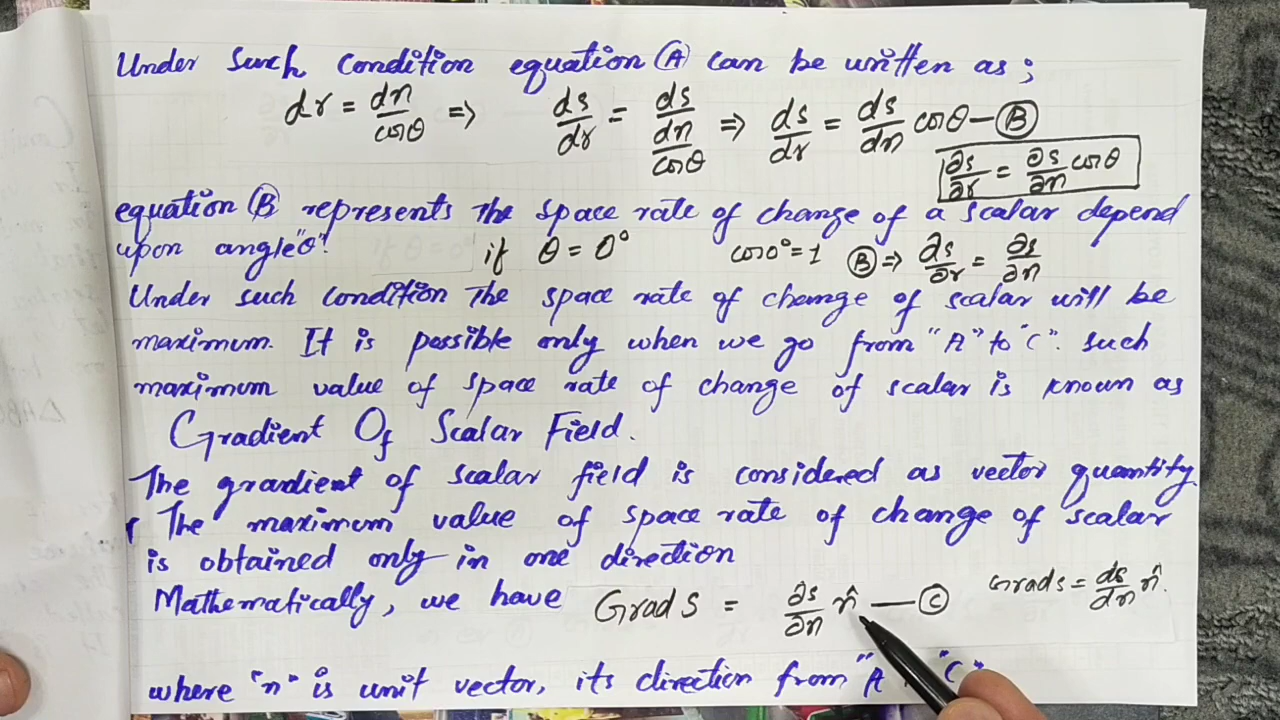 Under such condition equation Ⓐ can be written as;
dr = dn/cosθ => ds/dr = ds/(dn/cosθ) => ds/dr = ds/dn cosθ — Ⓑ
∂s/∂r = ∂s/∂n cosθ
equation Ⓑ represents the space rate of change of a scalar depend
upon angle "θ". if θ = 0° cos0° = 1 Ⓑ => ∂s/∂r = ∂s/∂n
Under such condition the space rate of change of scalar will be
maximum. It is possible only when we go from "A" to "C". such
maximum value of space rate of change of scalar is known as
Gradient Of Scalar Field.
The gradient of scalar field is considered as vector quantity
The maximum value of space rate of change of scalar
is obtained only in one direction
Mathematically, we have Grad S = ∂s/∂n n̂ — Ⓒ Grad s = ds/dn n̂.
where "n" is unit vector, its direction from "A "C"